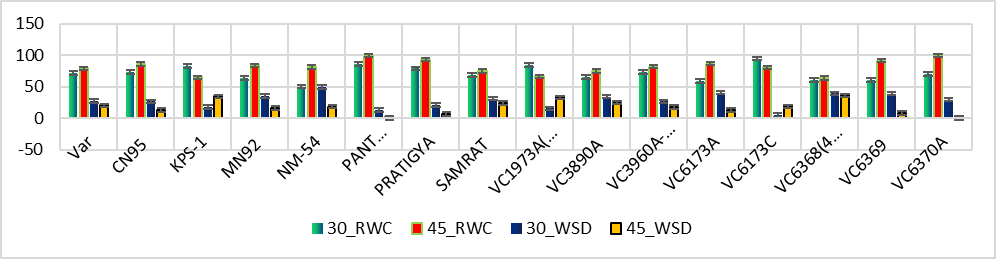 150
100
50
0
-50
Var
CN95
KPS-1
MN92
NM-54
PANT…
PRATIGYA
SAMRAT
VC1973A(…
VC3890A
VC3960A-…
VC6173A
VC6173C
VC6368(4…
VC6369
VC6370A
30_RWC 45_RWC 30_WSD 45_WSD